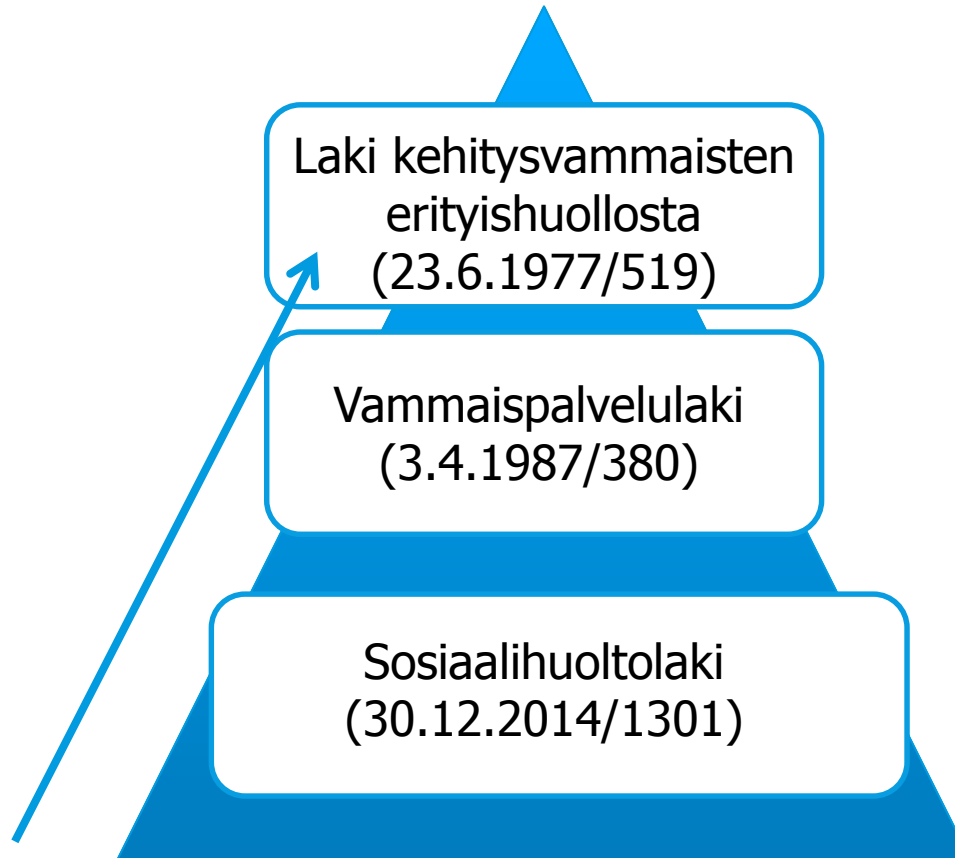 Laki kehitysvammaisten
erityishuollosta
(23.6.1977/519)
Vammaispalvelulaki
(3.4.1987/380)
Sosiaalihuoltolaki
(30.12.2014/1301)